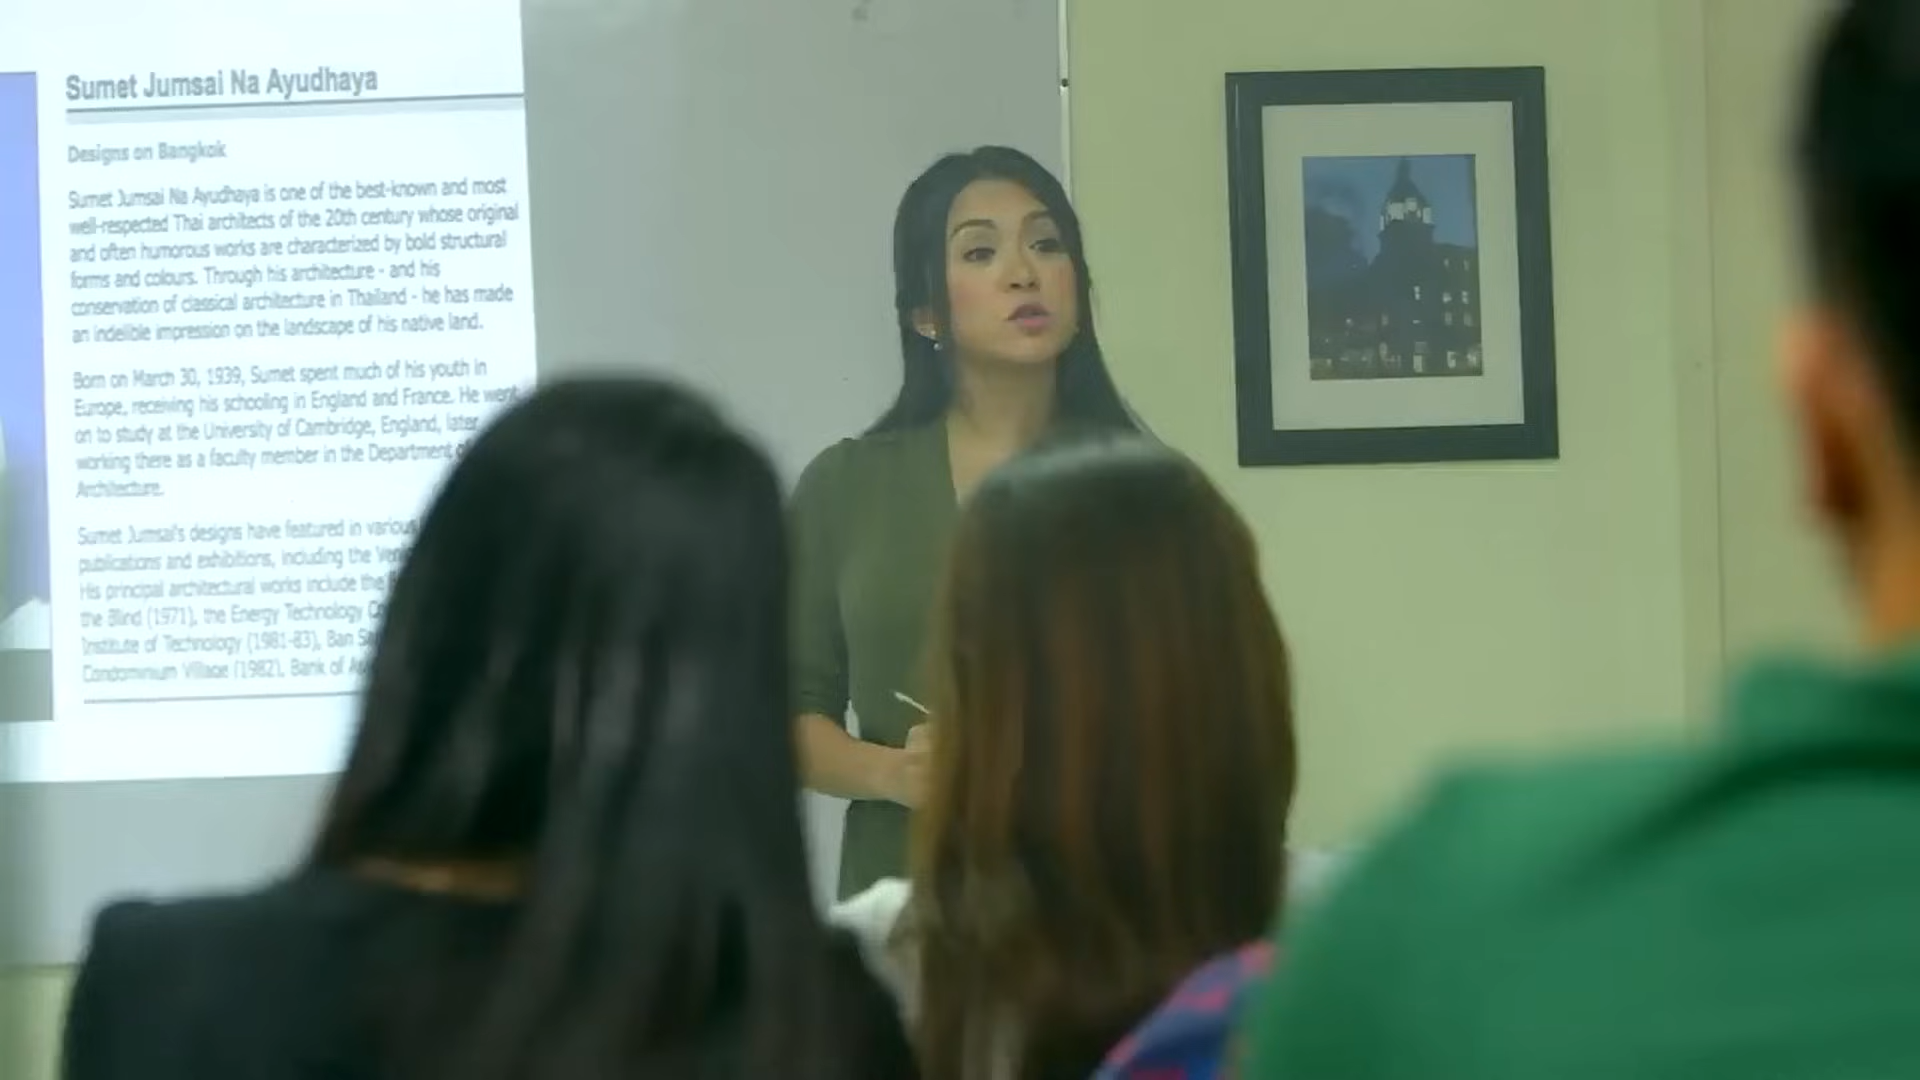 Sumet Jumsai Na Ayudhaya
Designs on Bangkok
Sumet Jumsai Na Ayudhaya is one of the best-known and most
well-respected Thai architects of the 20th century whose original
and often humorous works are characterized by bold structural
forms and colours. Through his architecture - and his
conservation of classical architecture in Thailand - he has made
an indelible impression on the landscape of his native land.
Born on March 30, 1939, Sumet spent much of his youth in
Europe, receiving his schooling in England and France. He went
on to study at the University of Cambridge, England, later
working there as a faculty member in the Department
Architecture.
Sumet Jumsai's designs have featured in various
publications and exhibitions, including the
His principal architectural works include the
the Blind (1971), the Energy Technology
Institute of Technology (1981-83), Ban
Condominium Village (1982), Bank of